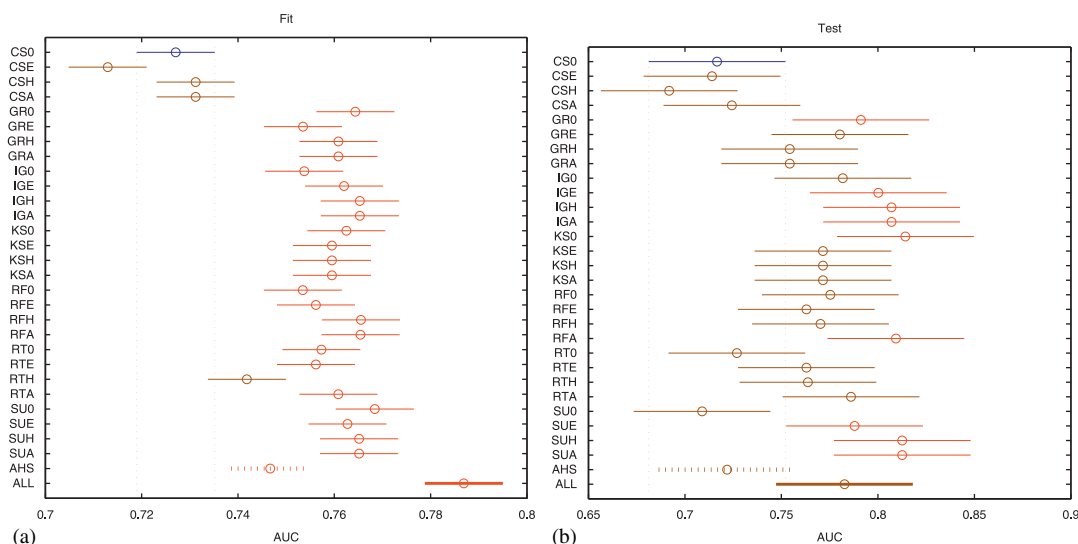 Fit
CS0
CSE
CSH
CSA
GR0
GRE
GRH
GRA
IG0
IGE
IGH
IGA
KS0
KSE
KSH
KSA
RF0
RFE
RFH
RFA
RT0
RTE
RTH
RTA
SU0
SUE
SUH
SUA
AHS
ALL
0.7 0.72 0.74 0.76 0.78 0.8
(a) AUC
Test
CS0
CSE
CSH
CSA
GR0
GRE
GRH
GRA
IG0
IGE
IGH
IGA
KS0
KSE
KSH
KSA
RF0
RFE
RFH
RFA
RT0
RTE
RTH
RTA
SU0
SUE
SUH
SUA
AHS
ALL
0.65 0.7 0.75 0.8 0.85 0.9
(b) AUC